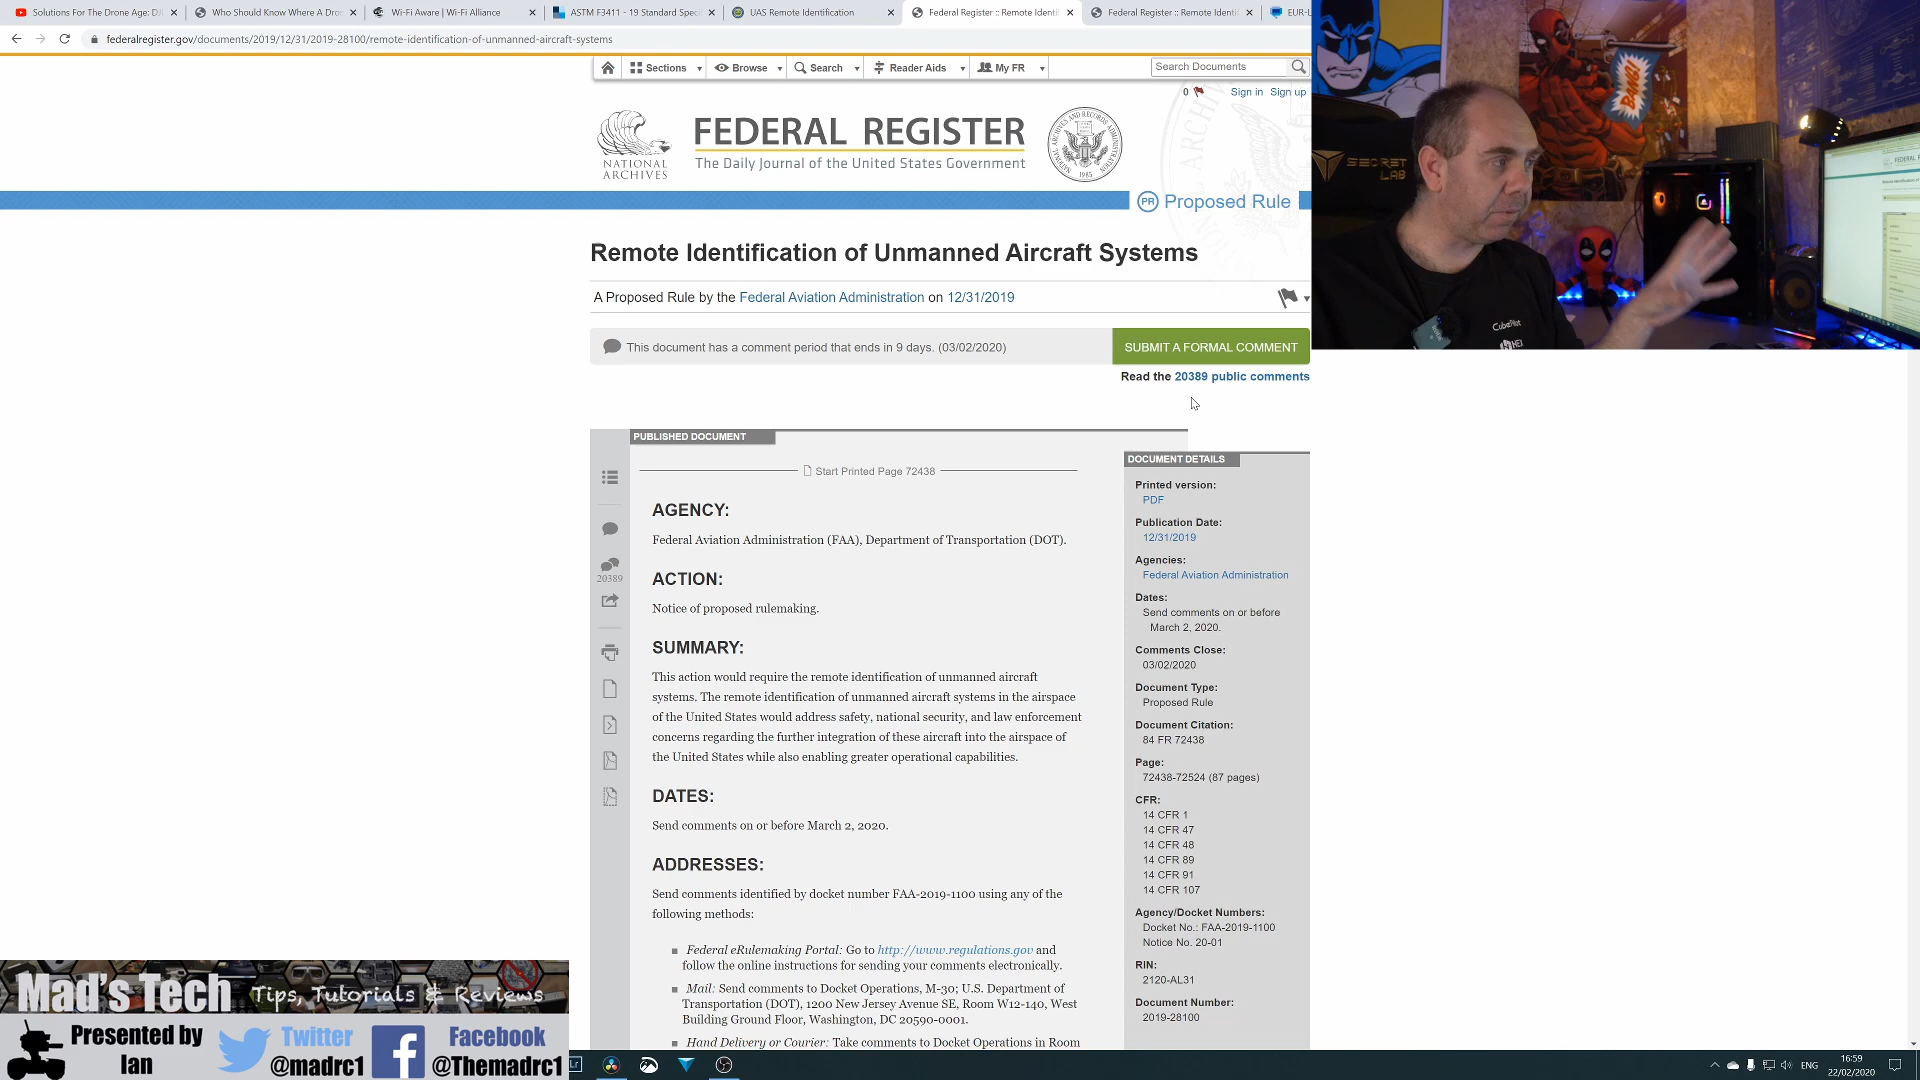 Solutions For The Drone Age: DJI
Who Should Know Where A Dron
Wi-Fi Aware | Wi-Fi Alliance
ASTM F3411 - 19 Standard Speci
UAS Remote Identification
Federal Register :: Remote Identif
Federal Register :: Remote Identif
EUR-L
federalregister.gov/documents/2019/12/31/2019-28100/remote-identification-of-unmanned-aircraft-systems
Sections
Browse
Search
Reader Aids
My FR
Search Documents
0
Sign in
Sign up
NATIONAL
ARCHIVES
FEDERAL REGISTER
The Daily Journal of the United States Government
1985
PR Proposed Rule
Remote Identification of Unmanned Aircraft Systems
A Proposed Rule by the Federal Aviation Administration on 12/31/2019
This document has a comment period that ends in 9 days. (03/02/2020)
SUBMIT A FORMAL COMMENT
Read the 20389 public comments
PUBLISHED DOCUMENT
Start Printed Page 72438
20389
AGENCY:
Federal Aviation Administration (FAA), Department of Transportation (DOT).
ACTION:
Notice of proposed rulemaking.
SUMMARY:
This action would require the remote identification of unmanned aircraft
systems. The remote identification of unmanned aircraft systems in the airspace
of the United States would address safety, national security, and law enforcement
concerns regarding the further integration of these aircraft into the airspace of
the United States while also enabling greater operational capabilities.
DATES:
Send comments on or before March 2, 2020.
ADDRESSES:
Send comments identified by docket number FAA-2019-1100 using any of the
following methods:
Federal eRulemaking Portal: Go to http://www.regulations.gov and
follow the online instructions for sending your comments electronically.
Mail: Send comments to Docket Operations, M-30; U.S. Department of
Transportation (DOT), 1200 New Jersey Avenue SE, Room W12-140, West
Building Ground Floor, Washington, DC 20590-0001.
Hand Delivery or Courier: Take comments to Docket Operations in Room
DOCUMENT DETAILS
Printed version:
PDF
Publication Date:
12/31/2019
Agencies:
Federal Aviation Administration
Dates:
Send comments on or before
March 2, 2020.
Comments Close:
03/02/2020
Document Type:
Proposed Rule
Document Citation:
84 FR 72438
Page:
72438-72524 (87 pages)
CFR:
14 CFR 1
14 CFR 47
14 CFR 48
14 CFR 89
14 CFR 91
14 CFR 107
Agency/Docket Numbers:
Docket No.: FAA-2019-1100
Notice No. 20-01
RIN:
2120-AL31
Document Number:
2019-28100
BANG!
SECRET
LAB
CubePilot
HEX
Mad's Tech
Tips, Tutorials & Reviews
Presented by
Ian
Twitter
@madrc1
Facebook
@Themadrc1
Lr
ENG
16:59
22/02/2020